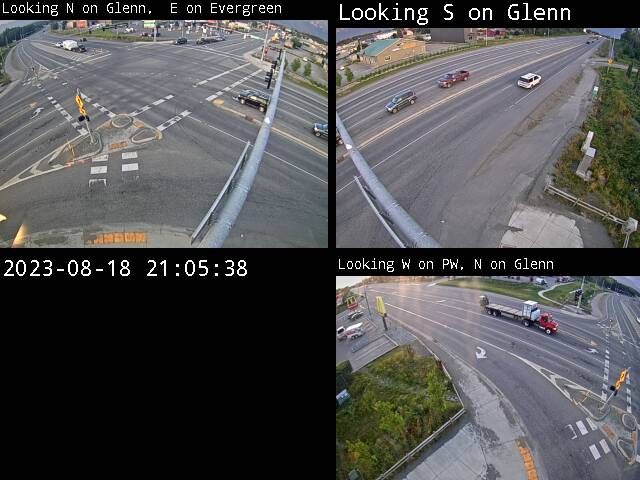 Looking N on Glenn,  E on Evergreen
Looking S on Glenn
2023-08-18 21:05:38
Looking W on PW, N on Glenn